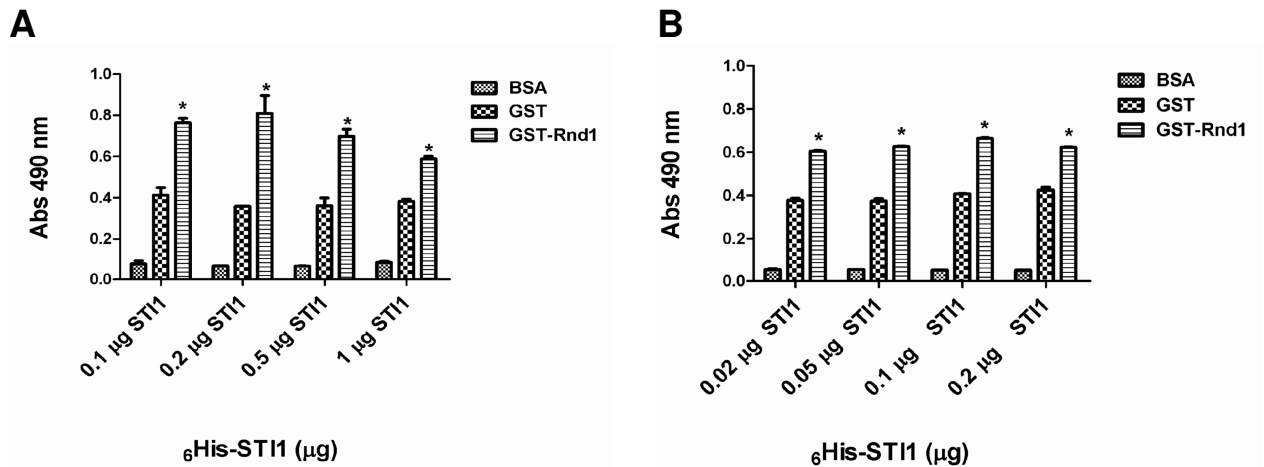 A
Abs 490 nm
1.0
0.8
0.6
0.4
0.2
0.0
*
*
*
*
BSA
GST
GST-Rnd1
0.1 μg STI1
0.2 μg STI1
0.5 μg STI1
1 μg STI1
₆His-STI1 (μg)
B
Abs 490 nm
1.0
0.8
0.6
0.4
0.2
0.0
*
*
*
*
BSA
GST
GST-Rnd1
0.02 μg STI1
0.05 μg STI1
0.1 μg STI1
0.2 μg STI1
₆His-STI1 (μg)